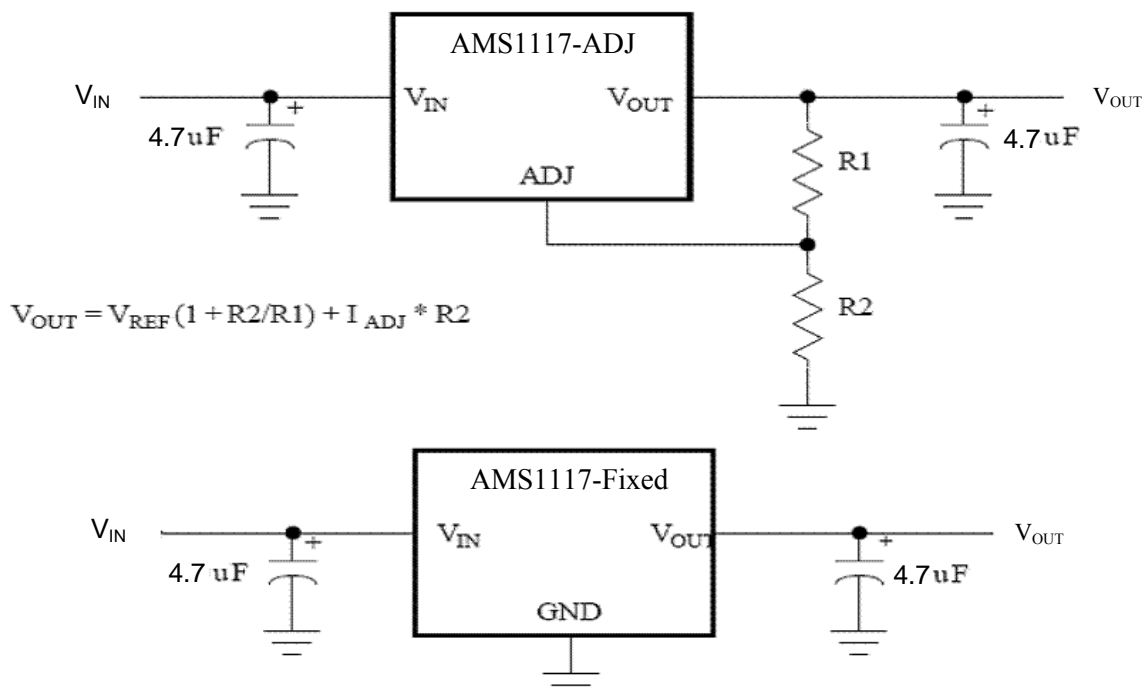 AMS1117-ADJ
V_IN
V_IN
V_OUT
V_OUT
+
4.7uF
+
4.7uF
R1
ADJ
R2
V_OUT = V_REF (1 + R2/R1) + I_ADJ * R2
AMS1117-Fixed
V_IN
V_IN
V_OUT
V_OUT
+
4.7 uF
+
4.7uF
GND